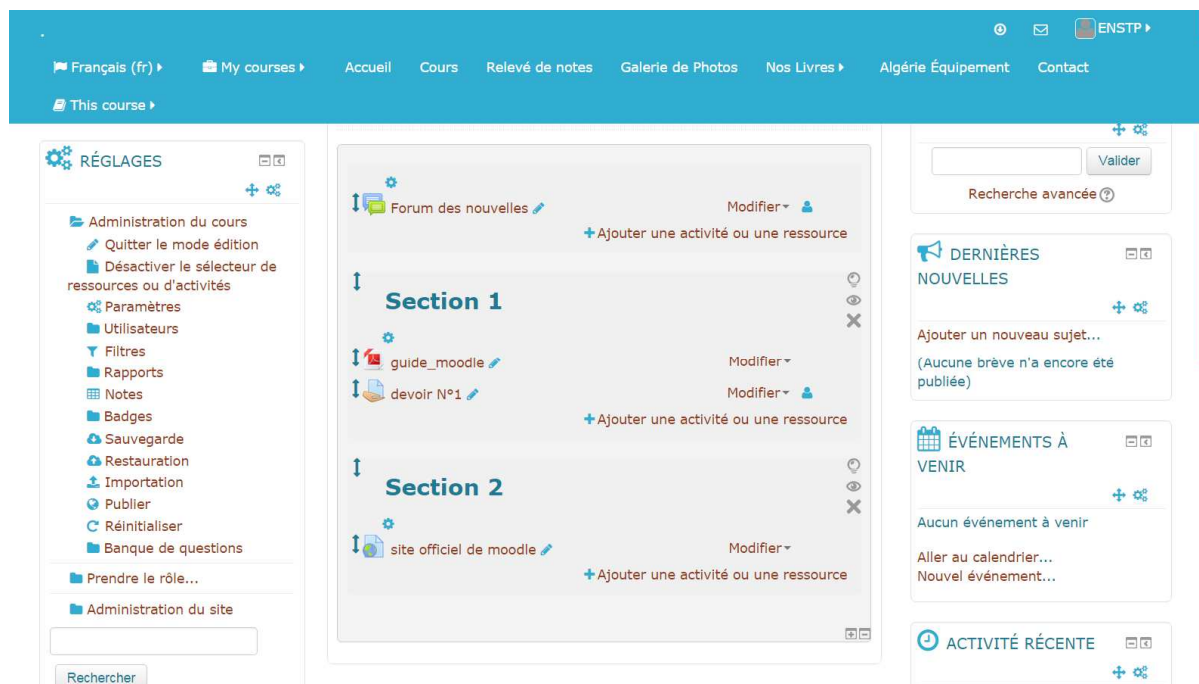 .
ENSTP
Français (fr) My courses Accueil Cours Relevé de notes Galerie de Photos Nos Livres Algérie Équipement Contact
This course
RÉGLAGES
Administration du cours
Quitter le mode édition
Désactiver le sélecteur de
ressources ou d'activités
Paramètres
Utilisateurs
Filtres
Rapports
Notes
Badges
Sauvegarde
Restauration
Importation
Publier
Réinitialiser
Banque de questions
Prendre le rôle...
Administration du site
Rechercher
Forum des nouvelles Modifier
+Ajouter une activité ou une ressource
Section 1
guide_moodle Modifier
devoir N°1 Modifier
+Ajouter une activité ou une ressource
Section 2
site officiel de moodle Modifier
+Ajouter une activité ou une ressource
Valider
Recherche avancée
DERNIÈRES
NOUVELLES
Ajouter un nouveau sujet...
(Aucune brève n'a encore été
publiée)
ÉVÉNEMENTS À
VENIR
Aucun événement à venir
Aller au calendrier...
Nouvel événement...
ACTIVITÉ RÉCENTE